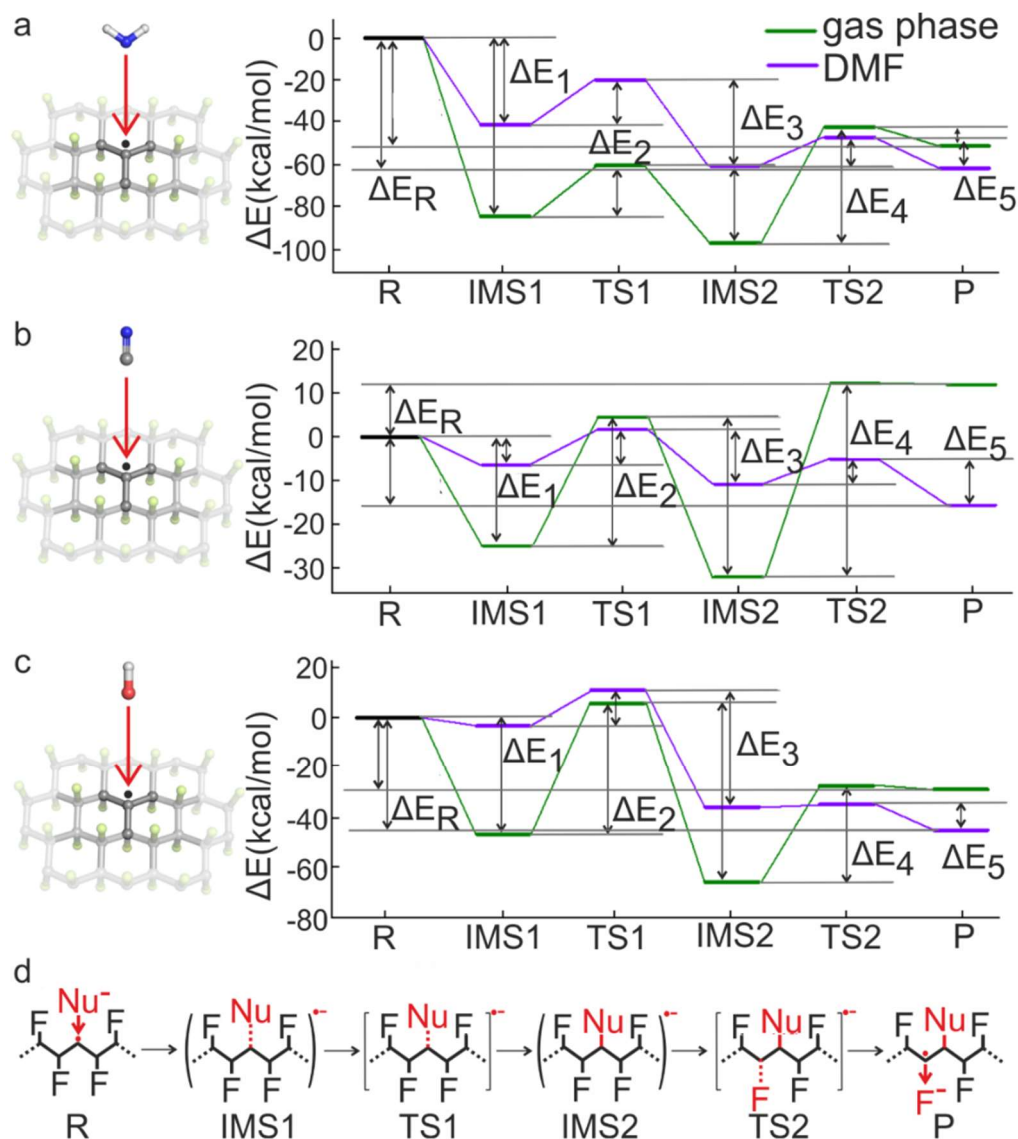 a
gas phase
DMF
ΔE(kcal/mol)
0
-20
-40
-60
-80
-100
ΔE1
ΔE2
ΔE3
ΔE4
ΔE5
ΔER
R IMS1 TS1 IMS2 TS2 P
b
ΔE(kcal/mol)
20
10
0
-10
-20
-30
ΔER
ΔE1
ΔE2
ΔE3
ΔE4
ΔE5
R IMS1 TS1 IMS2 TS2 P
c
ΔE(kcal/mol)
20
0
-20
-40
-60
-80
ΔE1
ΔER
ΔE2
ΔE3
ΔE4
ΔE5
R IMS1 TS1 IMS2 TS2 P
d
Nu⁻ Nu •- Nu •- Nu •- Nu •- Nu
F F F F F F F F F F F
F F F F F F F F F F F⁻ F
R IMS1 TS1 IMS2 TS2 P